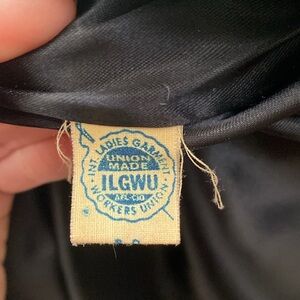 INT. LADIES GARMENT
UNION
MADE
ILGWU
AFL-CIO
WORKERS UNION